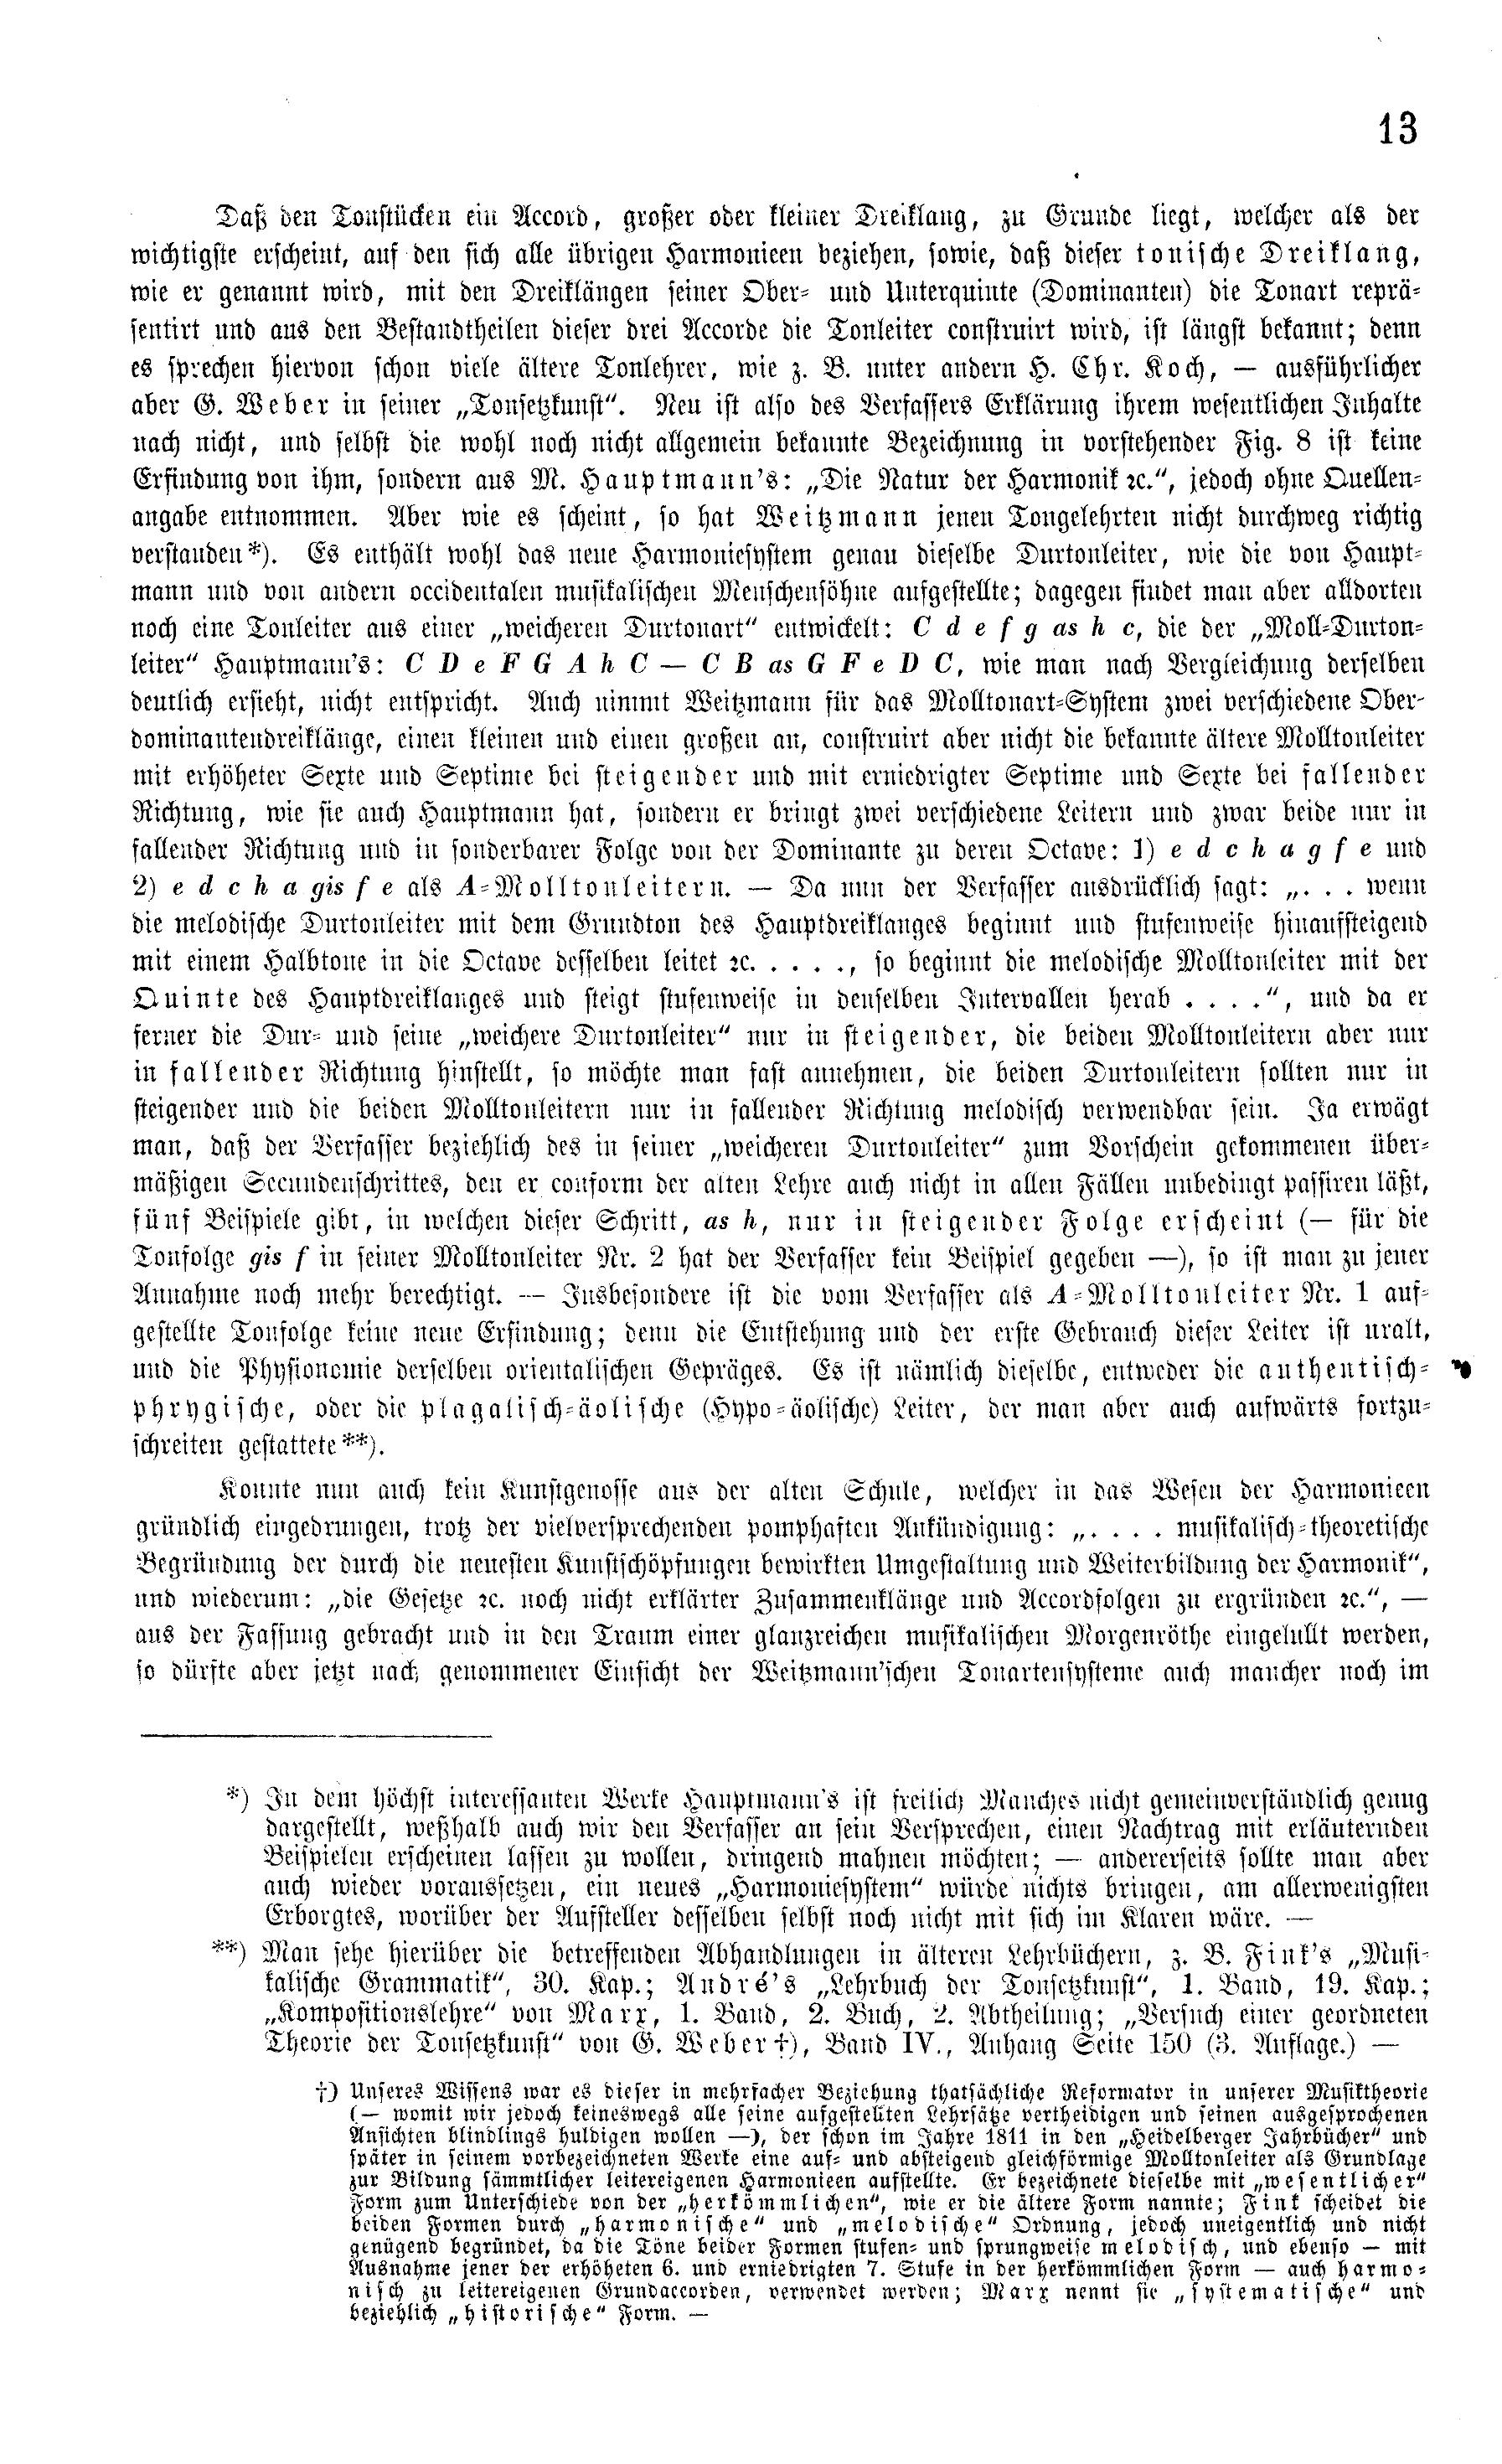 13
Daß den Tonstücken ein Accord, großer oder kleiner Dreiklang, zu Grunde liegt, welcher als der
wichtigste erscheint, auf den sich alle übrigen Harmonieen beziehen, sowie, daß dieser tonische Dreiklang,
wie er genannt wird, mit den Dreiklängen seiner Ober- und Unterquinte (Dominanten) die Tonart reprä-
sentirt und aus den Bestandtheilen dieser drei Accorde die Tonleiter construirt wird, ist längst bekannt; denn
es sprechen hiervon schon viele ältere Tonlehrer, wie z. B. unter andern H. Chr. Koch, — ausführlicher
aber G. Weber in seiner „Tonsetzkunst“. Neu ist also des Verfassers Erklärung ihrem wesentlichen Inhalte
nach nicht, und selbst die wohl noch nicht allgemein bekannte Bezeichnung in vorstehender Fig. 8 ist keine
Erfindung von ihm, sondern aus M. Hauptmann's: „Die Natur der Harmonik ꝛc.“, jedoch ohne Quellen-
angabe entnommen. Aber wie es scheint, so hat Weitzmann jenen Tongelehrten nicht durchweg richtig
verstanden*). Es enthält wohl das neue Harmoniesystem genau dieselbe Durtonleiter, wie die von Haupt-
mann und von andern occidentalen musikalischen Menschensöhne aufgestellte; dagegen findet man aber alldorten
noch eine Tonleiter aus einer „weicheren Durtonart“ entwickelt: C d e f g as h c, die der „Moll-Durton-
leiter“ Hauptmann's: C D e F G A h C — C B as G F e D C, wie man nach Vergleichung derselben
deutlich ersieht, nicht entspricht. Auch nimmt Weitzmann für das Molltonart-System zwei verschiedene Ober-
dominantendreiklänge, einen kleinen und einen großen an, construirt aber nicht die bekannte ältere Molltonleiter
mit erhöheter Sexte und Septime bei steigender und mit erniedrigter Septime und Sexte bei fallender
Richtung, wie sie auch Hauptmann hat, sondern er bringt zwei verschiedene Leitern und zwar beide nur in
fallender Richtung und in sonderbarer Folge von der Dominante zu deren Octave: 1) e d c h a g f e und
2) e d c h a gis f e als A-Molltonleitern. — Da nun der Verfasser ausdrücklich sagt: „. . . wenn
die melodische Durtonleiter mit dem Grundton des Hauptdreiklanges beginnt und stufenweise hinaufsteigend
mit einem Halbtone in die Octave desselben leitet ꝛc. . . . ., so beginnt die melodische Molltonleiter mit der
Quinte des Hauptdreiklanges und steigt stufenweise in denselben Intervallen herab . . . .“, und da er
ferner die Dur- und seine „weichere Durtonleiter“ nur in steigender, die beiden Molltonleitern aber nur
in fallender Richtung hinstellt, so möchte man fast annehmen, die beiden Durtonleitern sollten nur in
steigender und die beiden Molltonleitern nur in fallender Richtung melodisch verwendbar sein. Ja erwägt
man, daß der Verfasser beziehlich des in seiner „weicheren Durtonleiter“ zum Vorschein gekommenen über-
mäßigen Secundenschrittes, den er conform der alten Lehre auch nicht in allen Fällen unbedingt passiren läßt,
fünf Beispiele gibt, in welchen dieser Schritt, as h, nur in steigender Folge erscheint (— für die
Tonfolge gis f in seiner Molltonleiter Nr. 2 hat der Verfasser kein Beispiel gegeben —), so ist man zu jener
Annahme noch mehr berechtigt. — Insbesondere ist die vom Verfasser als A-Molltonleiter Nr. 1 auf-
gestellte Tonfolge keine neue Erfindung; denn die Entstehung und der erste Gebrauch dieser Leiter ist uralt,
und die Physionomie derselben orientalischen Gepräges. Es ist nämlich dieselbe, entweder die authentisch-
phrygische, oder die plagalisch-äolische (Hypo-äolische) Leiter, der man aber auch aufwärts fortzu-
schreiten gestattete**).
Konnte nun auch kein Kunstgenosse aus der alten Schule, welcher in das Wesen der Harmonieen
gründlich eingedrungen, trotz der vielversprechenden pomphaften Ankündigung: „. . . . musikalisch-theoretische
Begründung der durch die neuesten Kunstschöpfungen bewirkten Umgestaltung und Weiterbildung der Harmonik“,
und wiederum: „die Gesetze ꝛc. noch nicht erklärter Zusammenklänge und Accordfolgen zu ergründen ꝛc.“, —
aus der Fassung gebracht und in den Traum einer glanzreichen musikalischen Morgenröthe eingelullt werden,
so dürfte aber jetzt nach genommener Einsicht der Weitzmann'schen Tonartensysteme auch mancher noch im
*) In dem höchst interessanten Werke Hauptmann's ist freilich Manches nicht gemeinverständlich genug
dargestellt, weßhalb auch wir den Verfasser an sein Versprechen, einen Nachtrag mit erläuternden
Beispielen erscheinen lassen zu wollen, dringend mahnen möchten; — andererseits sollte man aber
auch wieder voraussetzen, ein neues „Harmoniesystem“ würde nichts bringen, am allerwenigsten
Erborgtes, worüber der Aufsteller desselben selbst noch nicht mit sich im Klaren wäre. —
**) Man sehe hierüber die betreffenden Abhandlungen in älteren Lehrbüchern, z. B. Fink's „Musi-
kalische Grammatik“, 30. Kap.; André's „Lehrbuch der Tonsetzkunst“, 1. Band, 19. Kap.;
„Kompositionslehre“ von Marx, 1. Band, 2. Buch, 2. Abtheilung; „Versuch einer geordneten
Theorie der Tonsetzkunst“ von G. Weber†), Band IV., Anhang Seite 150 (3. Auflage.) —
†) Unseres Wissens war es dieser in mehrfacher Beziehung thatsächliche Reformator in unserer Musiktheorie
(— womit wir jedoch keineswegs alle seine aufgestellten Lehrsätze vertheidigen und seinen ausgesprochenen
Ansichten blindlings huldigen wollen —), der schon im Jahre 1811 in den „Heidelberger Jahrbücher“ und
später in seinem vorbezeichneten Werke eine auf- und absteigend gleichförmige Molltonleiter als Grundlage
zur Bildung sämmtlicher leitereigenen Harmonieen aufstellte. Er bezeichnete dieselbe mit „wesentlicher“
Form zum Unterschiede von der „herkömmlichen“, wie er die ältere Form nannte; Fink scheidet die
beiden Formen durch „harmonische“ und „melodische“ Ordnung, jedoch uneigentlich und nicht
genügend begründet, da die Töne beider Formen stufen- und sprungweise melodisch, und ebenso — mit
Ausnahme jener der erhöheten 6. und erniedrigten 7. Stufe in der herkömmlichen Form — auch harmo-
nisch zu leitereigenen Grundaccorden, verwendet werden; Marx nennt sie „systematische“ und
beziehlich „historische“ Form. —